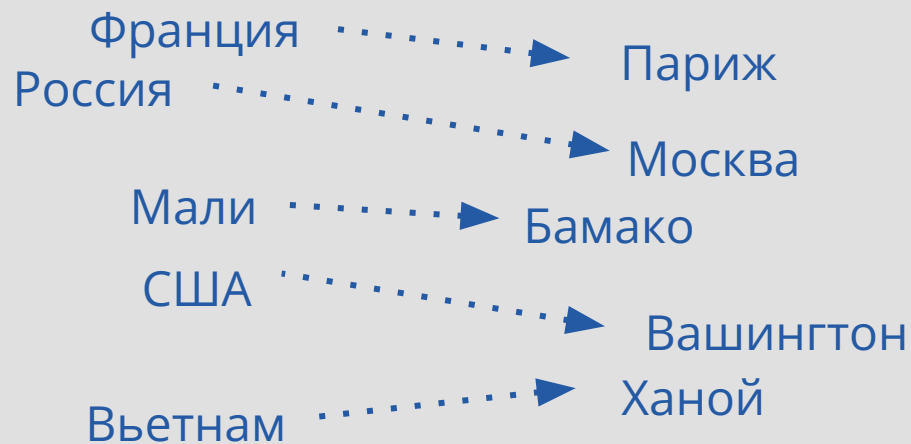 Франция
Париж
Россия
Москва
Мали
Бамако
США
Вашингтон
Вьетнам
Ханой